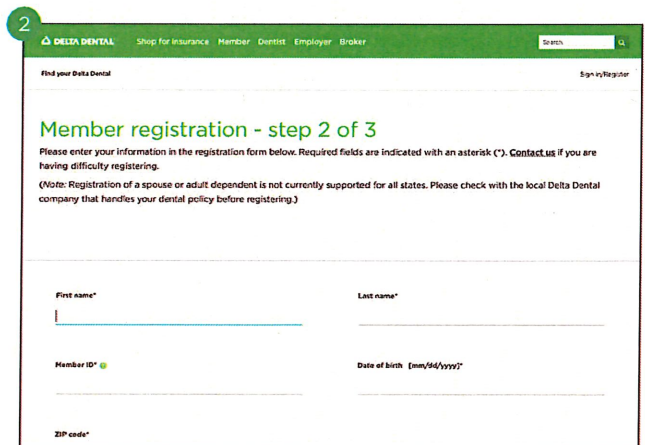 2
DELTA DENTAL Shop for Insurance Member Dentist Employer Broker Search
Find your Delta Dental Sign in/Register
Member registration - step 2 of 3
Please enter your information in the registration form below. Required fields are indicated with an asterisk (*). Contact us if you are
having difficulty registering.
(Note: Registration of a spouse or adult dependent is not currently supported for all states. Please check with the local Delta Dental
company that handles your dental policy before registering.)
First name* Last name*
Member ID* ? Date of birth [mm/dd/yyyy]*
ZIP code*